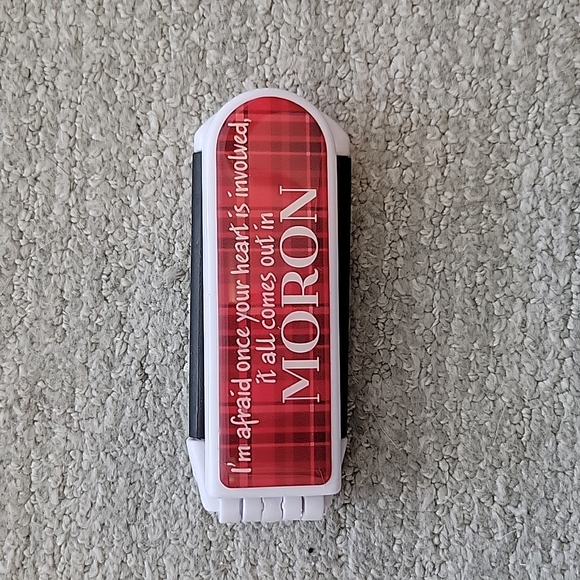 I'm afraid once your heart is involved,
it all comes out in
MORON